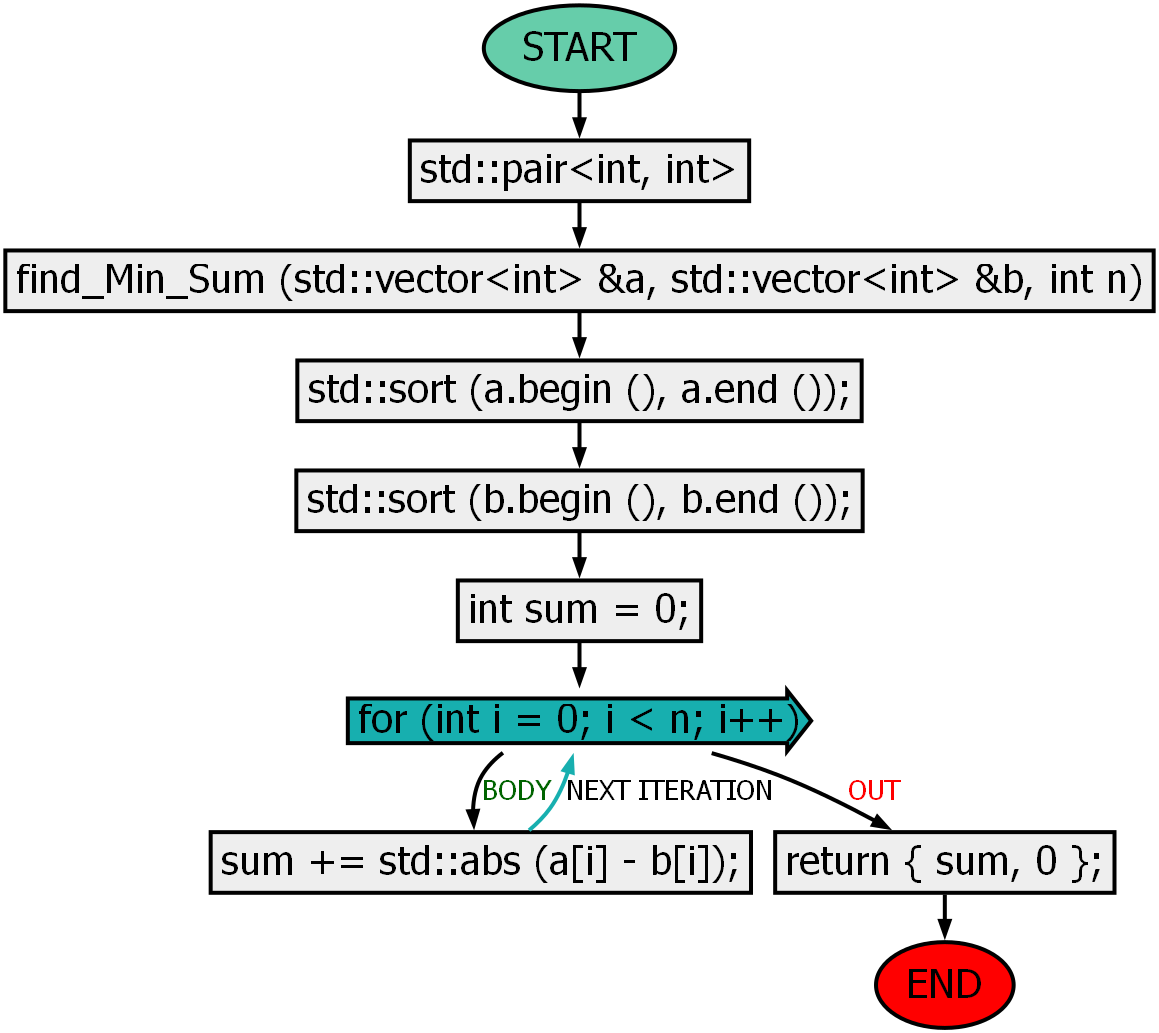 START
std::pair<int, int>
find_Min_Sum (std::vector<int> &a, std::vector<int> &b, int n)
std::sort (a.begin (), a.end ());
std::sort (b.begin (), b.end ());
int sum = 0;
for (int i = 0; i < n; i++)
BODY
NEXT ITERATION
OUT
sum += std::abs (a[i] - b[i]);
return { sum, 0 };
END